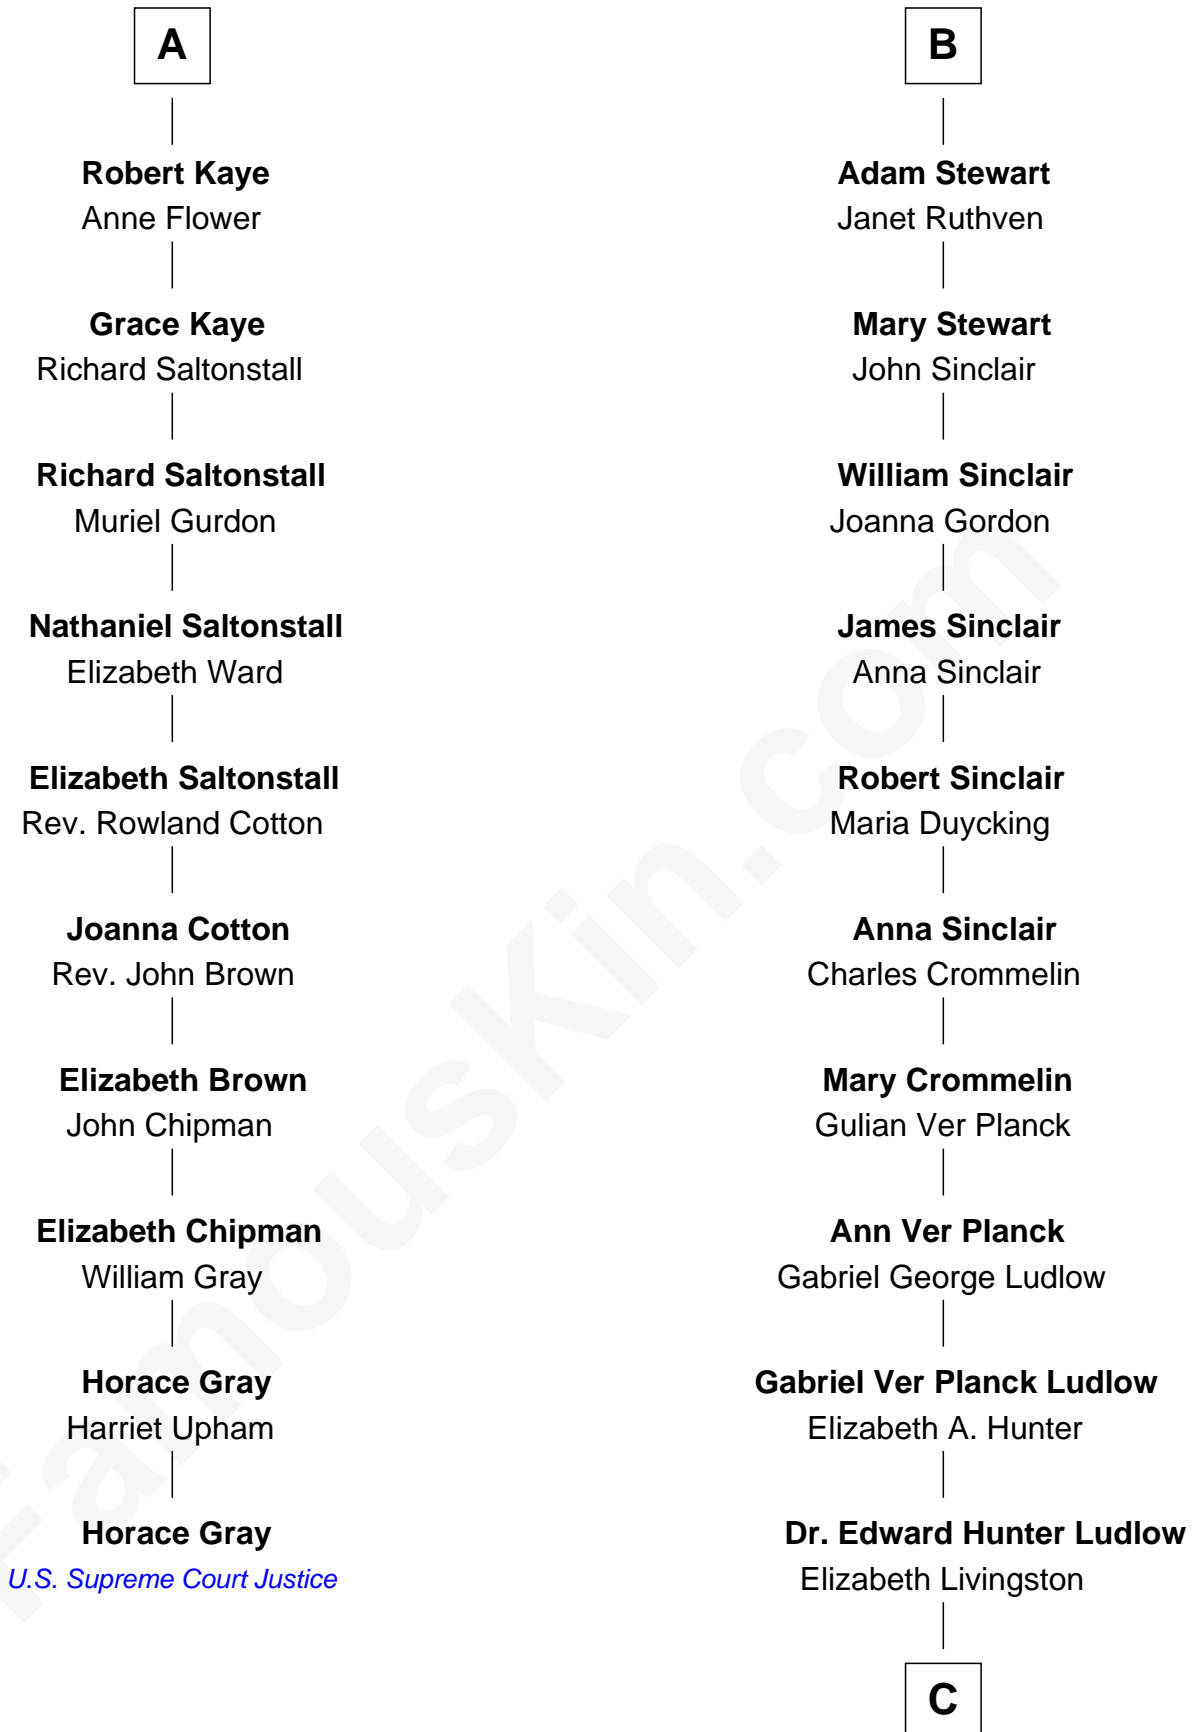 A
Robert Kaye
Anne Flower
Grace Kaye
Richard Saltonstall
Richard Saltonstall
Muriel Gurdon
Nathaniel Saltonstall
Elizabeth Ward
Elizabeth Saltonstall
Rev. Rowland Cotton
Joanna Cotton
Rev. John Brown
Elizabeth Brown
John Chipman
Elizabeth Chipman
William Gray
Horace Gray
Harriet Upham
Horace Gray
U.S. Supreme Court Justice
B
Adam Stewart
Janet Ruthven
Mary Stewart
John Sinclair
William Sinclair
Joanna Gordon
James Sinclair
Anna Sinclair
Robert Sinclair
Maria Duycking
Anna Sinclair
Charles Crommelin
Mary Crommelin
Gulian Ver Planck
Ann Ver Planck
Gabriel George Ludlow
Gabriel Ver Planck Ludlow
Elizabeth A. Hunter
Dr. Edward Hunter Ludlow
Elizabeth Livingston
C
FamousKin.com